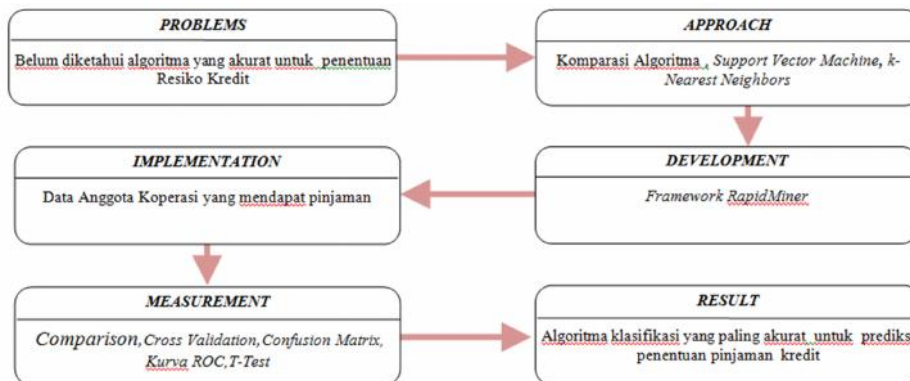 PROBLEMS
Belum diketahui algoritma yang akurat untuk penentuan
Resiko Kredit
APPROACH
Komparasi Algoritma , Support Vector Machine, k-
Nearest Neighbors
DEVELOPMENT
Framework RapidMiner
IMPLEMENTATION
Data Anggota Koperasi yang mendapat pinjaman
MEASUREMENT
Comparison, Cross Validation, Confusion Matrix,
Kurva ROC, T-Test
RESULT
Algoritma klasifikasi yang paling akurat untuk prediks
penentuan pinjaman kredit